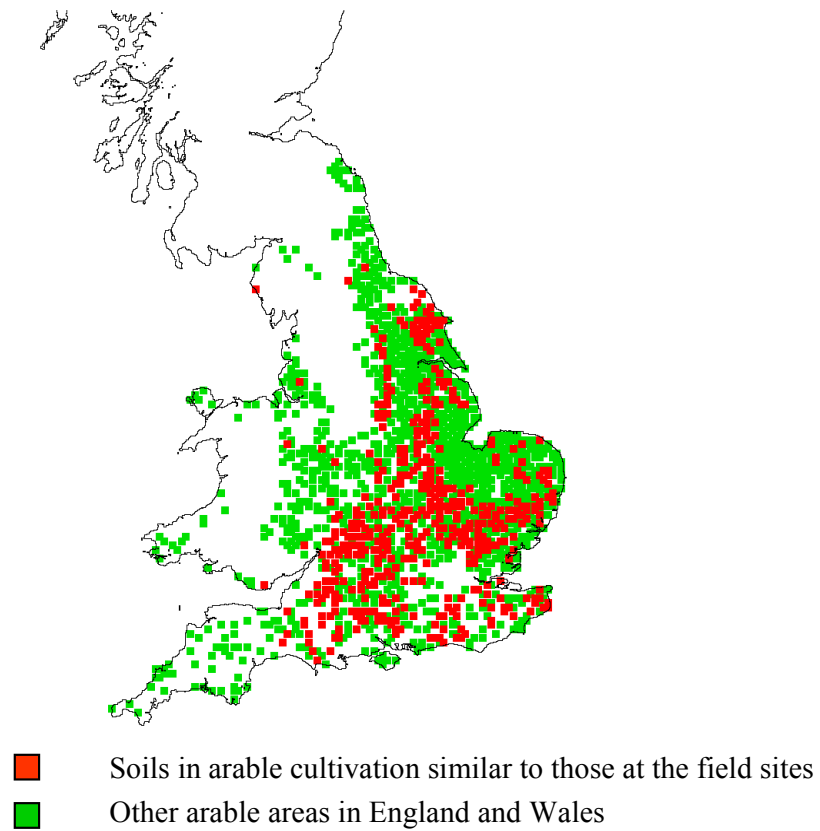 Soils in arable cultivation similar to those at the field sites
Other arable areas in England and Wales